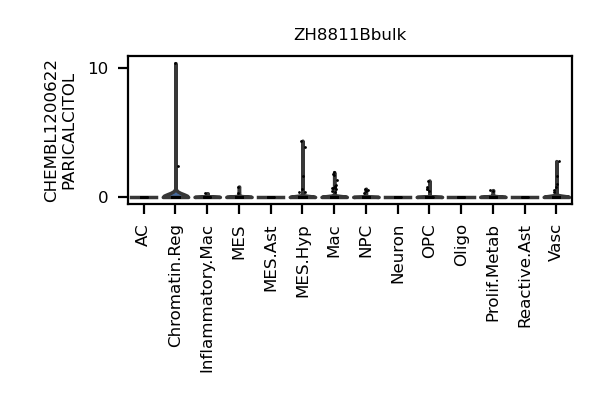 ZH8811Bbulk
CHEMBL1200622
PARICALCITOL
10
0
AC
Chromatin.Reg
Inflammatory.Mac
MES
MES.Ast
MES.Hyp
Mac
NPC
Neuron
OPC
Oligo
Prolif.Metab
Reactive.Ast
Vasc